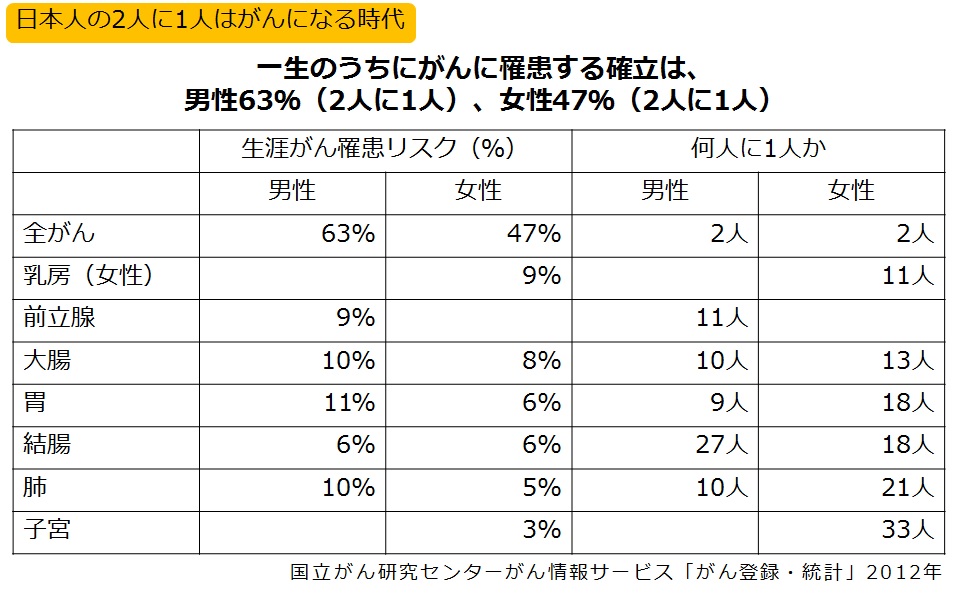 日本人の2人に1人はがんになる時代
一生のうちにがんに罹患する確立は、
男性63%（2人に1人）、女性47%（2人に1人）
生涯がん罹患リスク（%） 何人に1人か
男性 女性 男性 女性
全がん 63% 47% 2人 2人
乳房（女性） 9% 11人
前立腺 9% 11人
大腸 10% 8% 10人 13人
胃 11% 6% 9人 18人
結腸 6% 6% 27人 18人
肺 10% 5% 10人 21人
子宮 3% 33人
国立がん研究センターがん情報サービス「がん登録・統計」2012年